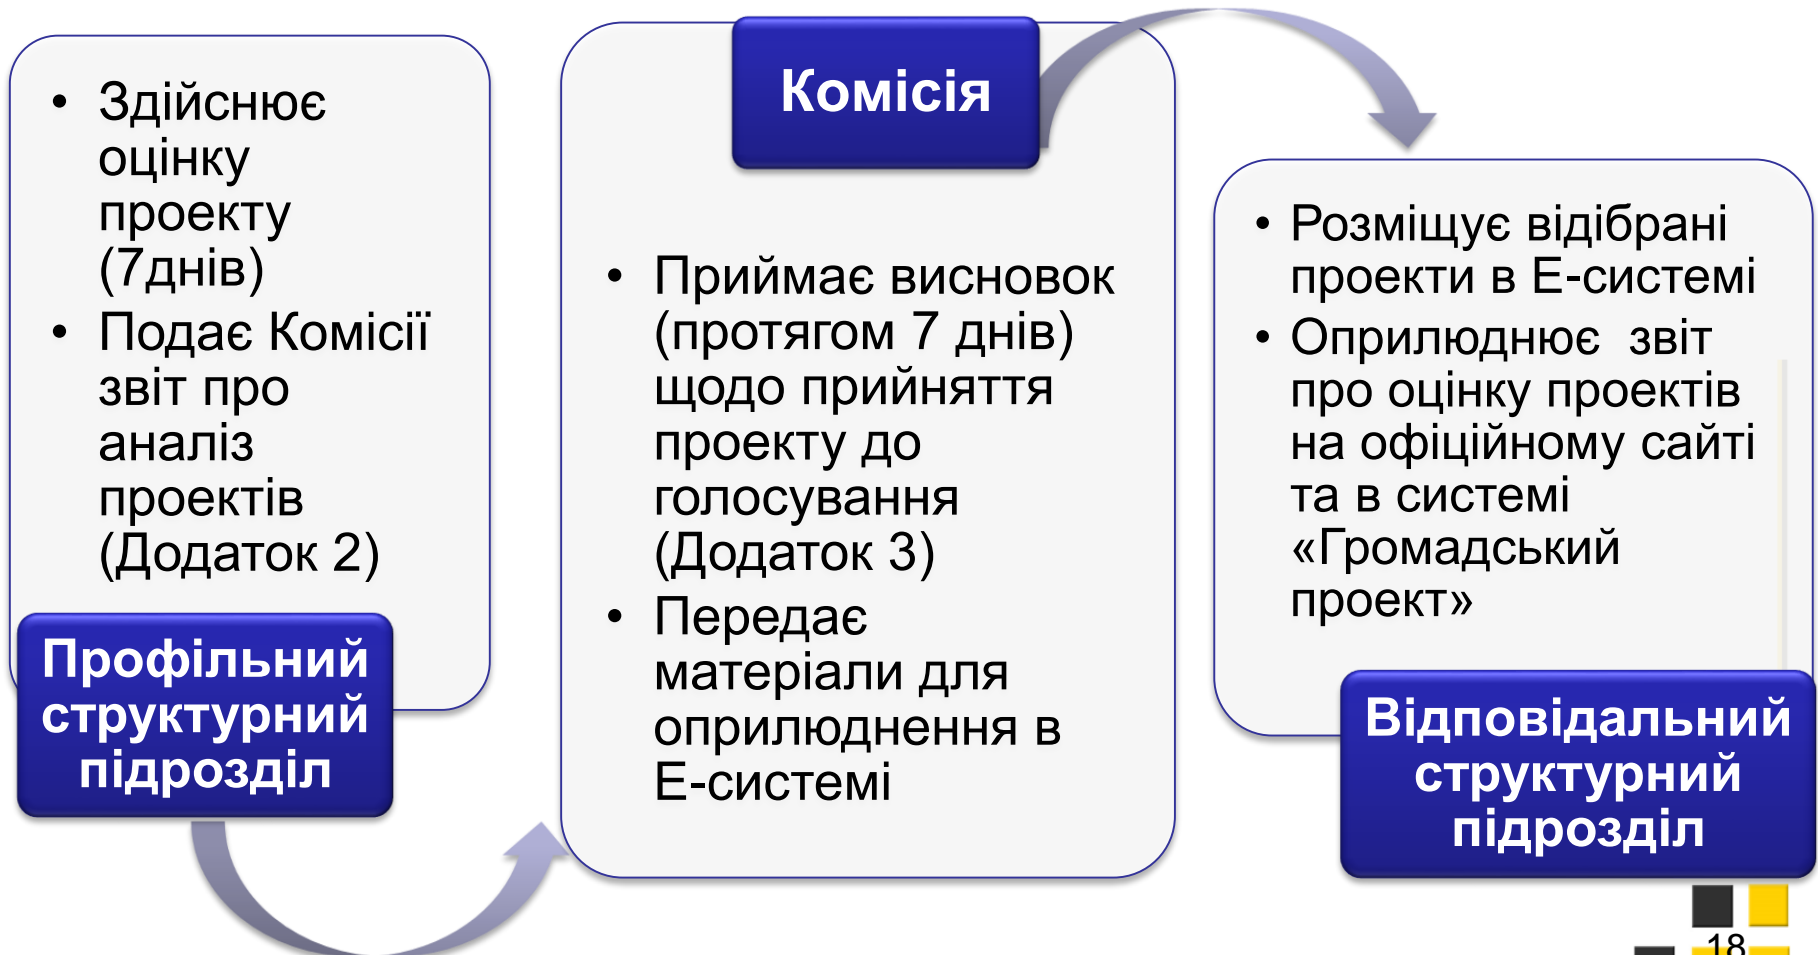 • Здійснює
оцінку
проекту
(7днів)
• Подає Комісії
звіт про
аналіз
проектів
(Додаток 2)
Профільний
структурний
підрозділ
Комісія
• Приймає висновок
(протягом 7 днів)
щодо прийняття
проекту до
голосування
(Додаток 3)
• Передає
матеріали для
оприлюднення в
Е-системі
• Розміщує відібрані
проекти в Е-системі
• Оприлюднює  звіт
про оцінку проектів
на офіційному сайті
та в системі
«Громадський
проект»
Відповідальний
структурний
підрозділ
18